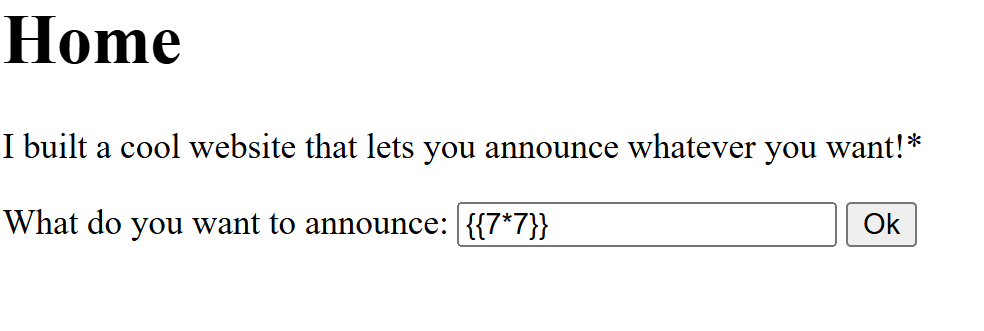 Home
I built a cool website that lets you announce whatever you want!*
What do you want to announce: {{7*7}} Ok